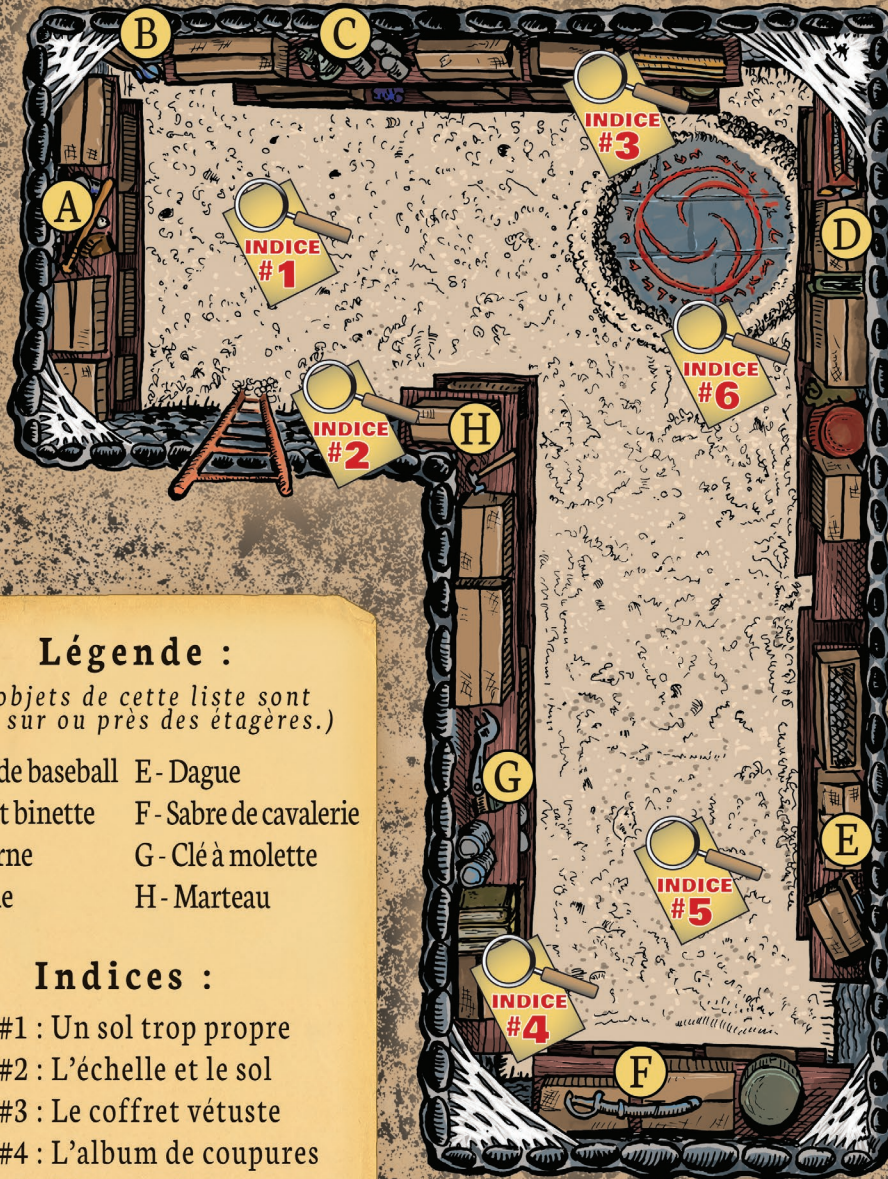 B
C
INDICE
#3
A
D
INDICE
#1
INDICE
#6
INDICE
#2
H
Légende :
objets de cette liste sont
sur ou près des étagères.)
de baseball E - Dague
t binette F - Sabre de cavalerie
rne G - Clé à molette
e H - Marteau
G
E
INDICE
#5
Indices :
#1 : Un sol trop propre
#2 : L'échelle et le sol
#3 : Le coffret vétuste
#4 : L'album de coupures
INDICE
#4
F